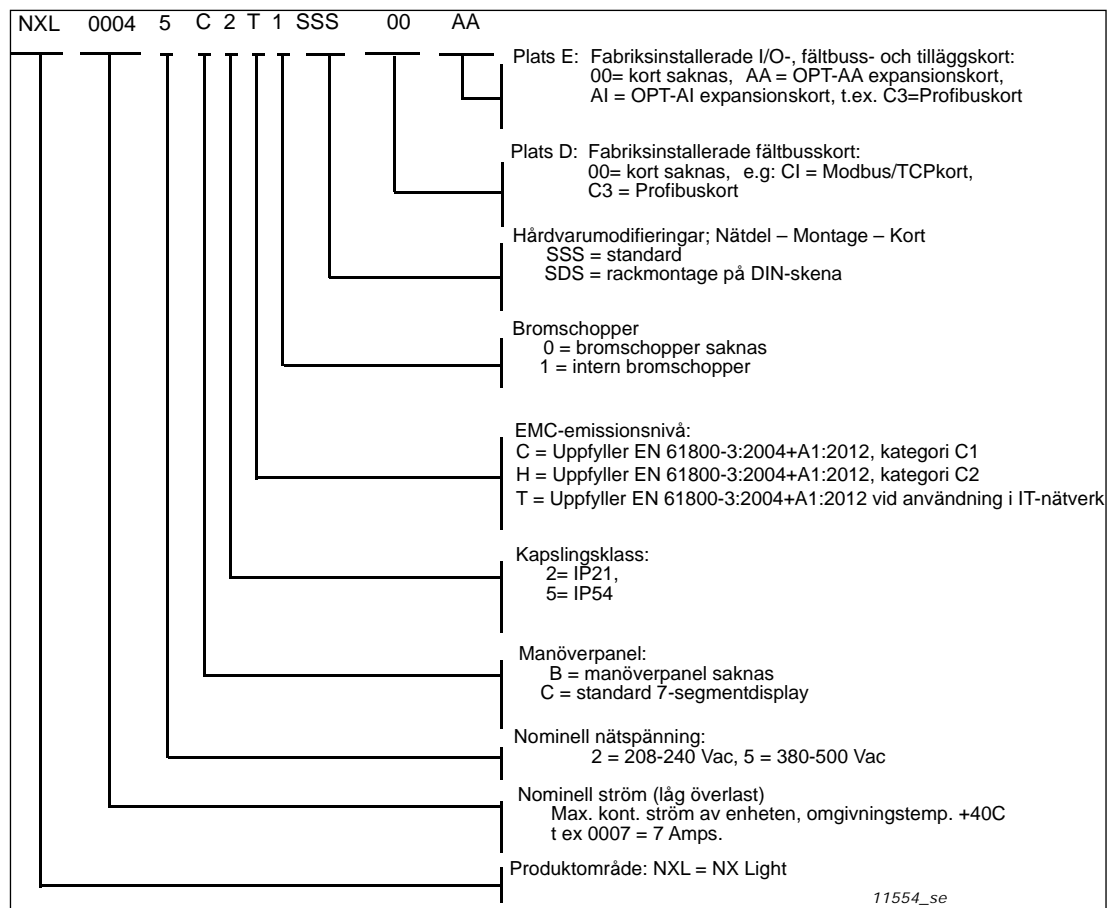 NXL 0004 5 C 2 T 1 SSS 00 AA
Plats E: Fabriksinstallerade I/O-, fältbuss- och tilläggskort:
00= kort saknas, AA = OPT-AA expansionskort,
AI = OPT-AI expansionskort, t.ex. C3=Profibuskort
Plats D: Fabriksinstallerade fältbusskort:
00= kort saknas, e.g: CI = Modbus/TCPkort,
C3 = Profibuskort
Hårdvarumodifieringar; Nätdel – Montage – Kort
SSS = standard
SDS = rackmontage på DIN-skena
Bromschopper
0 = bromschopper saknas
1 = intern bromschopper
EMC-emissionsnivå:
C = Uppfyller EN 61800-3:2004+A1:2012, kategori C1
H = Uppfyller EN 61800-3:2004+A1:2012, kategori C2
T = Uppfyller EN 61800-3:2004+A1:2012 vid användning i IT-nätverk
Kapslingsklass:
2= IP21,
5= IP54
Manöverpanel:
B = manöverpanel saknas
C = standard 7-segmentdisplay
Nominell nätspänning:
2 = 208-240 Vac, 5 = 380-500 Vac
Nominell ström (låg överlast)
Max. kont. ström av enheten, omgivningstemp. +40C
t ex 0007 = 7 Amps.
Produktområde: NXL = NX Light
11554_se